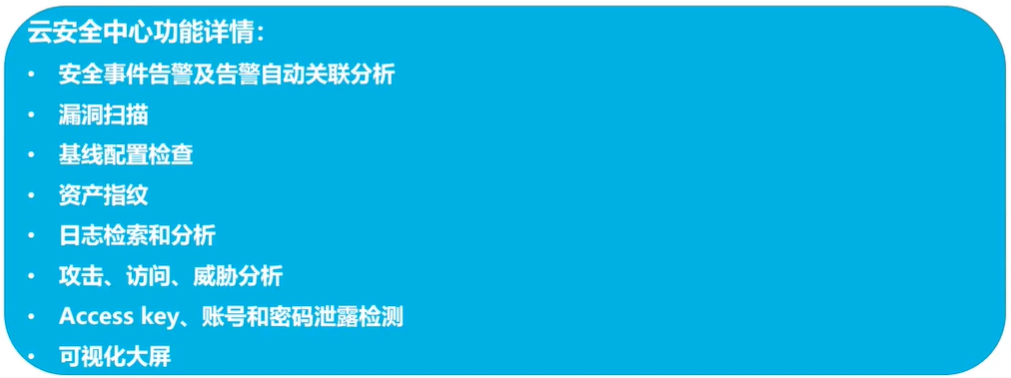 云安全中心功能详情：
• 安全事件告警及告警自动关联分析
• 漏洞扫描
• 基线配置检查
• 资产指纹
• 日志检索和分析
• 攻击、访问、威胁分析
• Access key、账号和密码泄露检测
• 可视化大屏